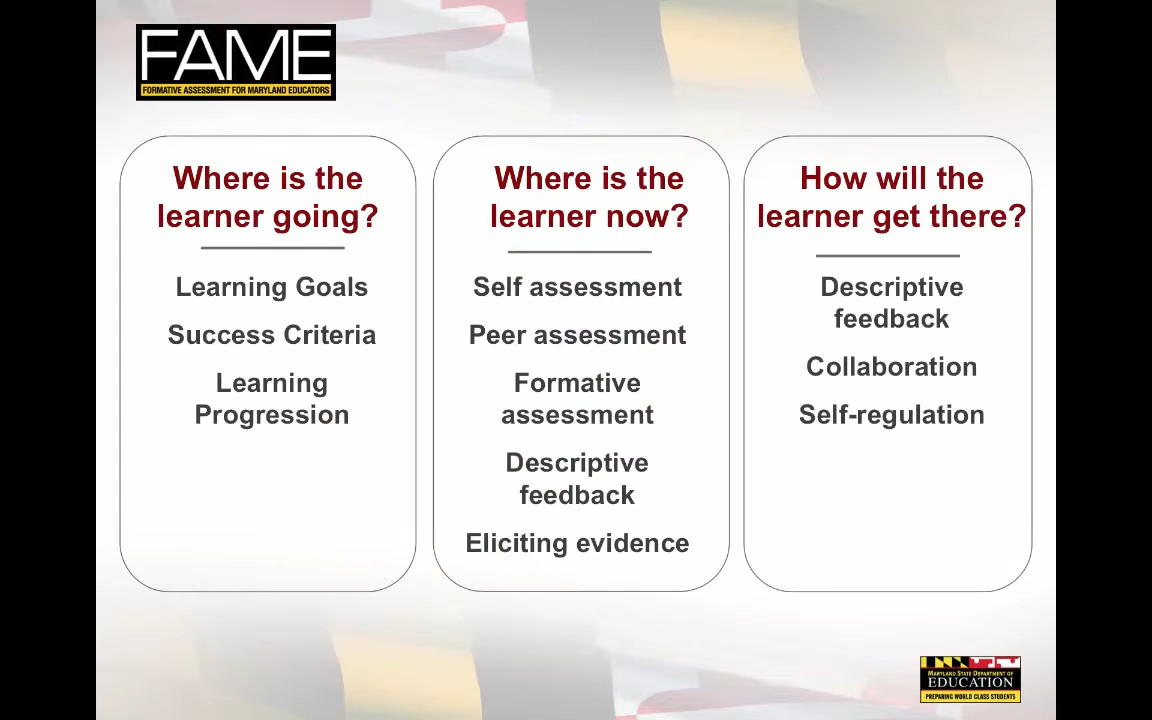 FAME
FORMATIVE ASSESSMENT FOR MARYLAND EDUCATORS
Where is the
learner going?
Learning Goals
Success Criteria
Learning
Progression
Where is the
learner now?
Self assessment
Peer assessment
Formative
assessment
Descriptive
feedback
Eliciting evidence
How will the
learner get there?
Descriptive
feedback
Collaboration
Self-regulation
MARYLAND STATE DEPARTMENT OF
EDUCATION
PREPARING WORLD CLASS STUDENTS